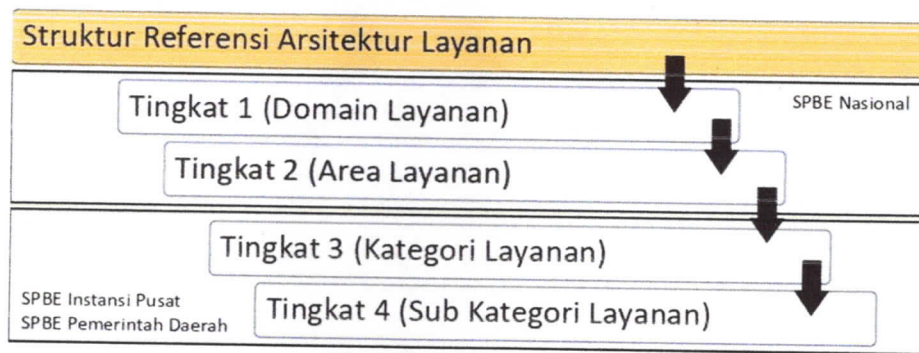 Struktur Referensi Arsitektur Layanan
Tingkat 1 (Domain Layanan)
SPBE Nasional
Tingkat 2 (Area Layanan)
Tingkat 3 (Kategori Layanan)
Tingkat 4 (Sub Kategori Layanan)
SPBE Instansi Pusat
SPBE Pemerintah Daerah